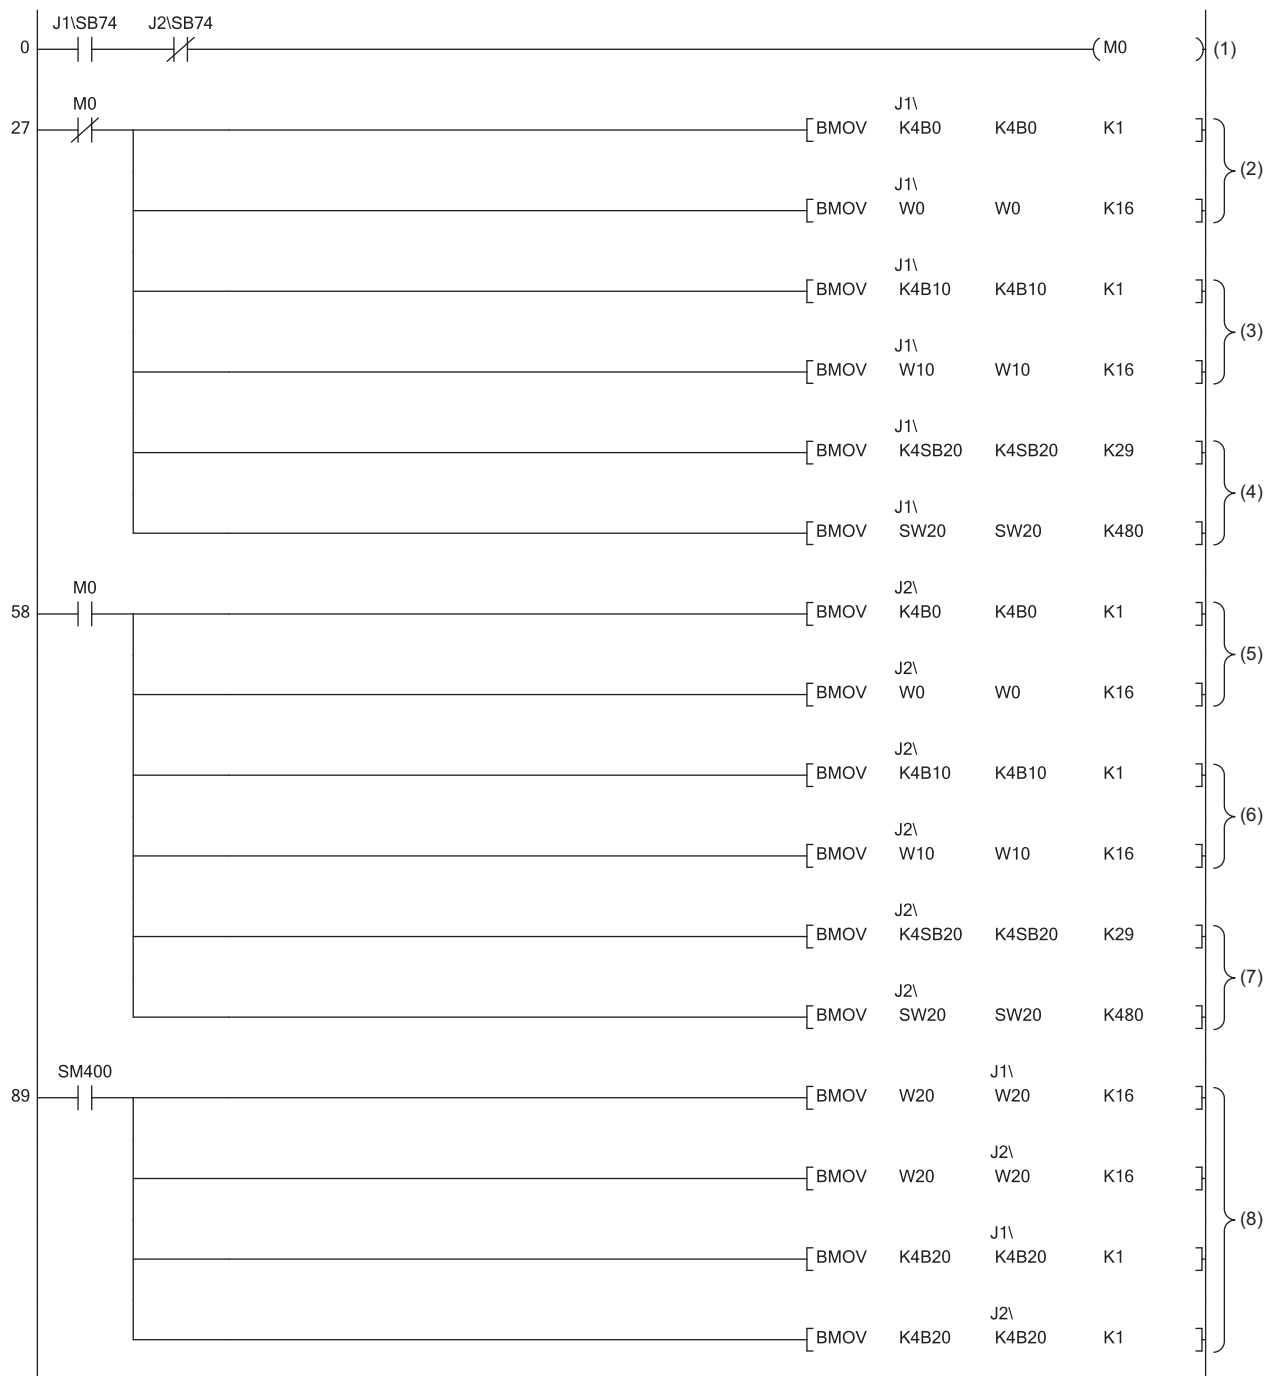 J1\SB74 J2\SB74
0 M0 (1)
M0 J1\
27 BMOV K4B0 K4B0 K1
(2)
J1\
BMOV W0 W0 K16
J1\
BMOV K4B10 K4B10 K1
(3)
J1\
BMOV W10 W10 K16
J1\
BMOV K4SB20 K4SB20 K29
(4)
J1\
BMOV SW20 SW20 K480
M0 J2\
58 BMOV K4B0 K4B0 K1
(5)
J2\
BMOV W0 W0 K16
J2\
BMOV K4B10 K4B10 K1
(6)
J2\
BMOV W10 W10 K16
J2\
BMOV K4SB20 K4SB20 K29
(7)
J2\
BMOV SW20 SW20 K480
SM400 J1\
89 BMOV W20 W20 K16
J2\
BMOV W20 W20 K16
(8)
J1\
BMOV K4B20 K4B20 K1
J2\
BMOV K4B20 K4B20 K1